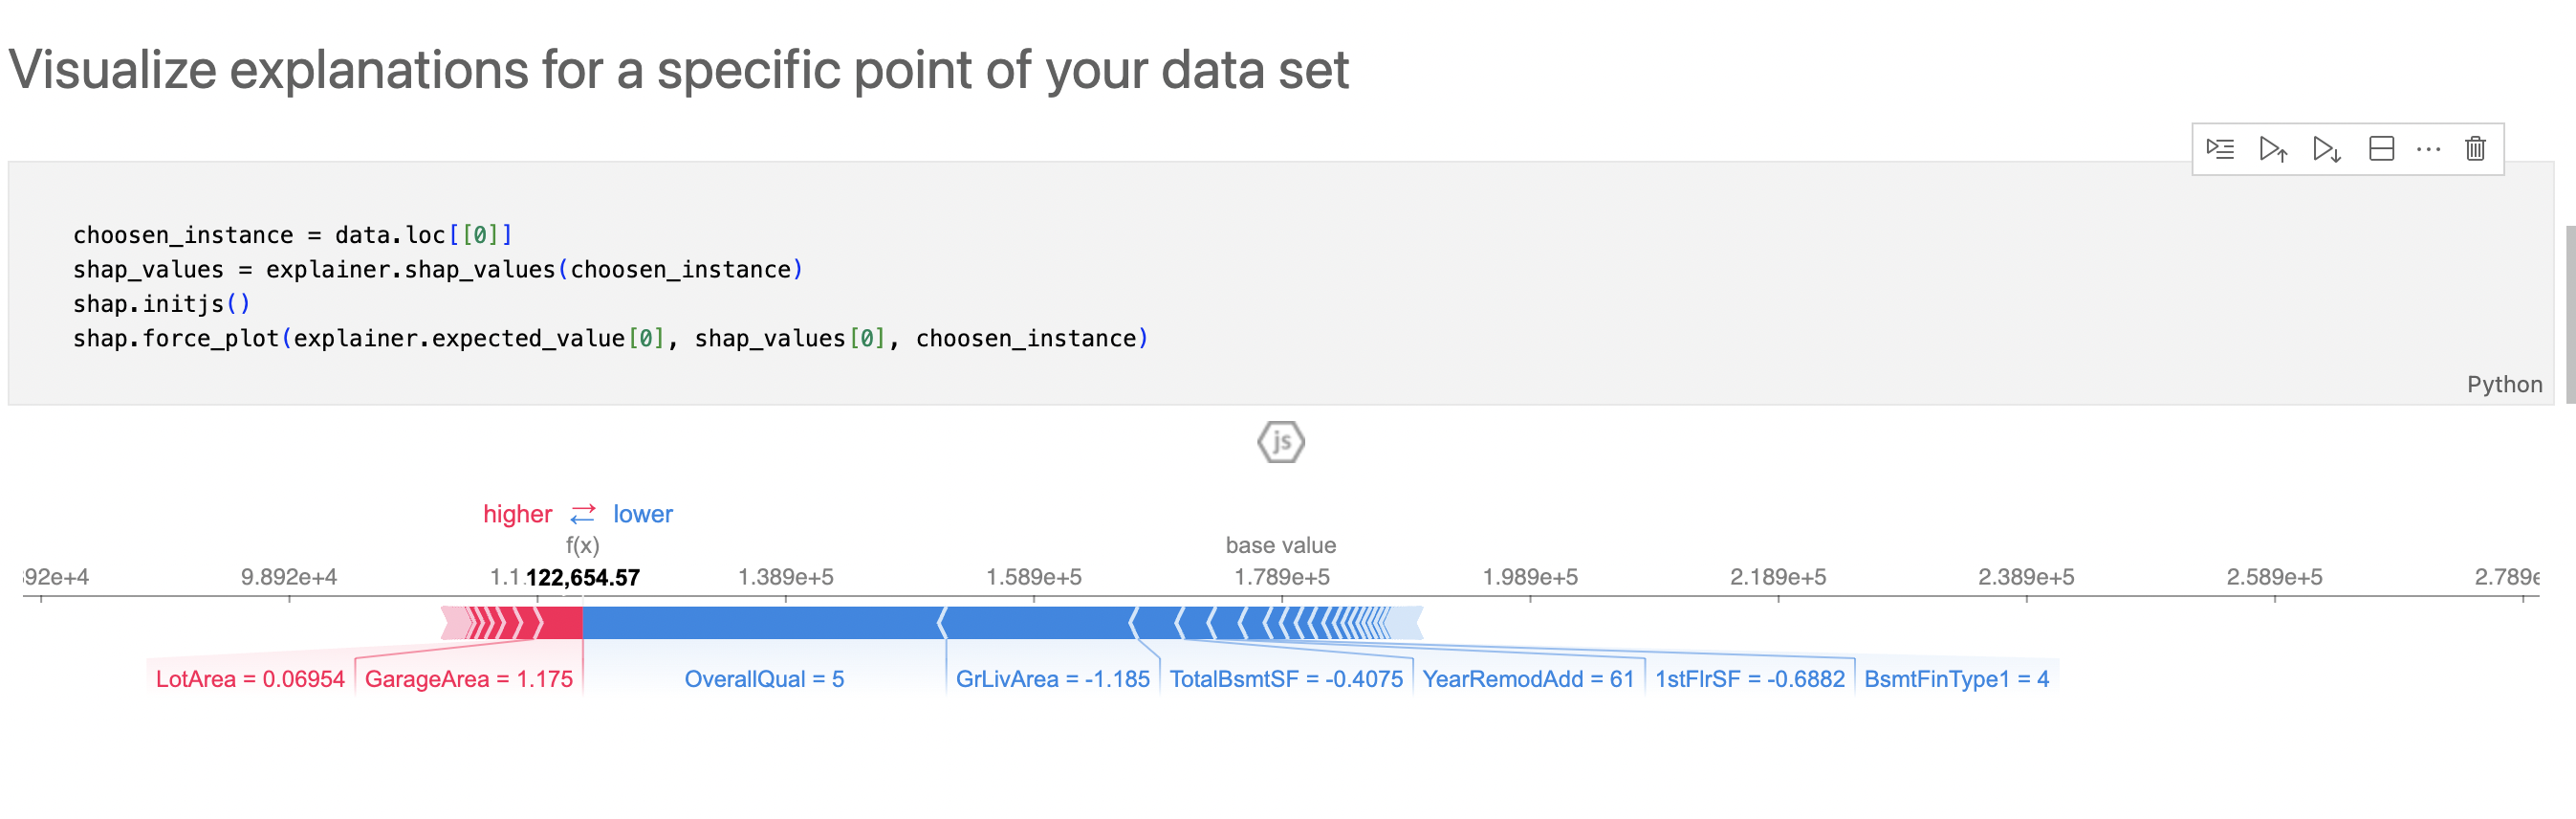 Visualize explanations for a specific point of your data set
choosen_instance = data.loc[[0]]
shap_values = explainer.shap_values(choosen_instance)
shap.initjs()
shap.force_plot(explainer.expected_value[0], shap_values[0], choosen_instance)
Python
js
higher lower
f(x) base value
92e+4 9.892e+4 1.1 122,654.57 1.389e+5 1.589e+5 1.789e+5 1.989e+5 2.189e+5 2.389e+5 2.589e+5 2.789e
LotArea = 0.06954 GarageArea = 1.175 OverallQual = 5 GrLivArea = -1.185 TotalBsmtSF = -0.4075 YearRemodAdd = 61 1stFlrSF = -0.6882 BsmtFinType1 = 4